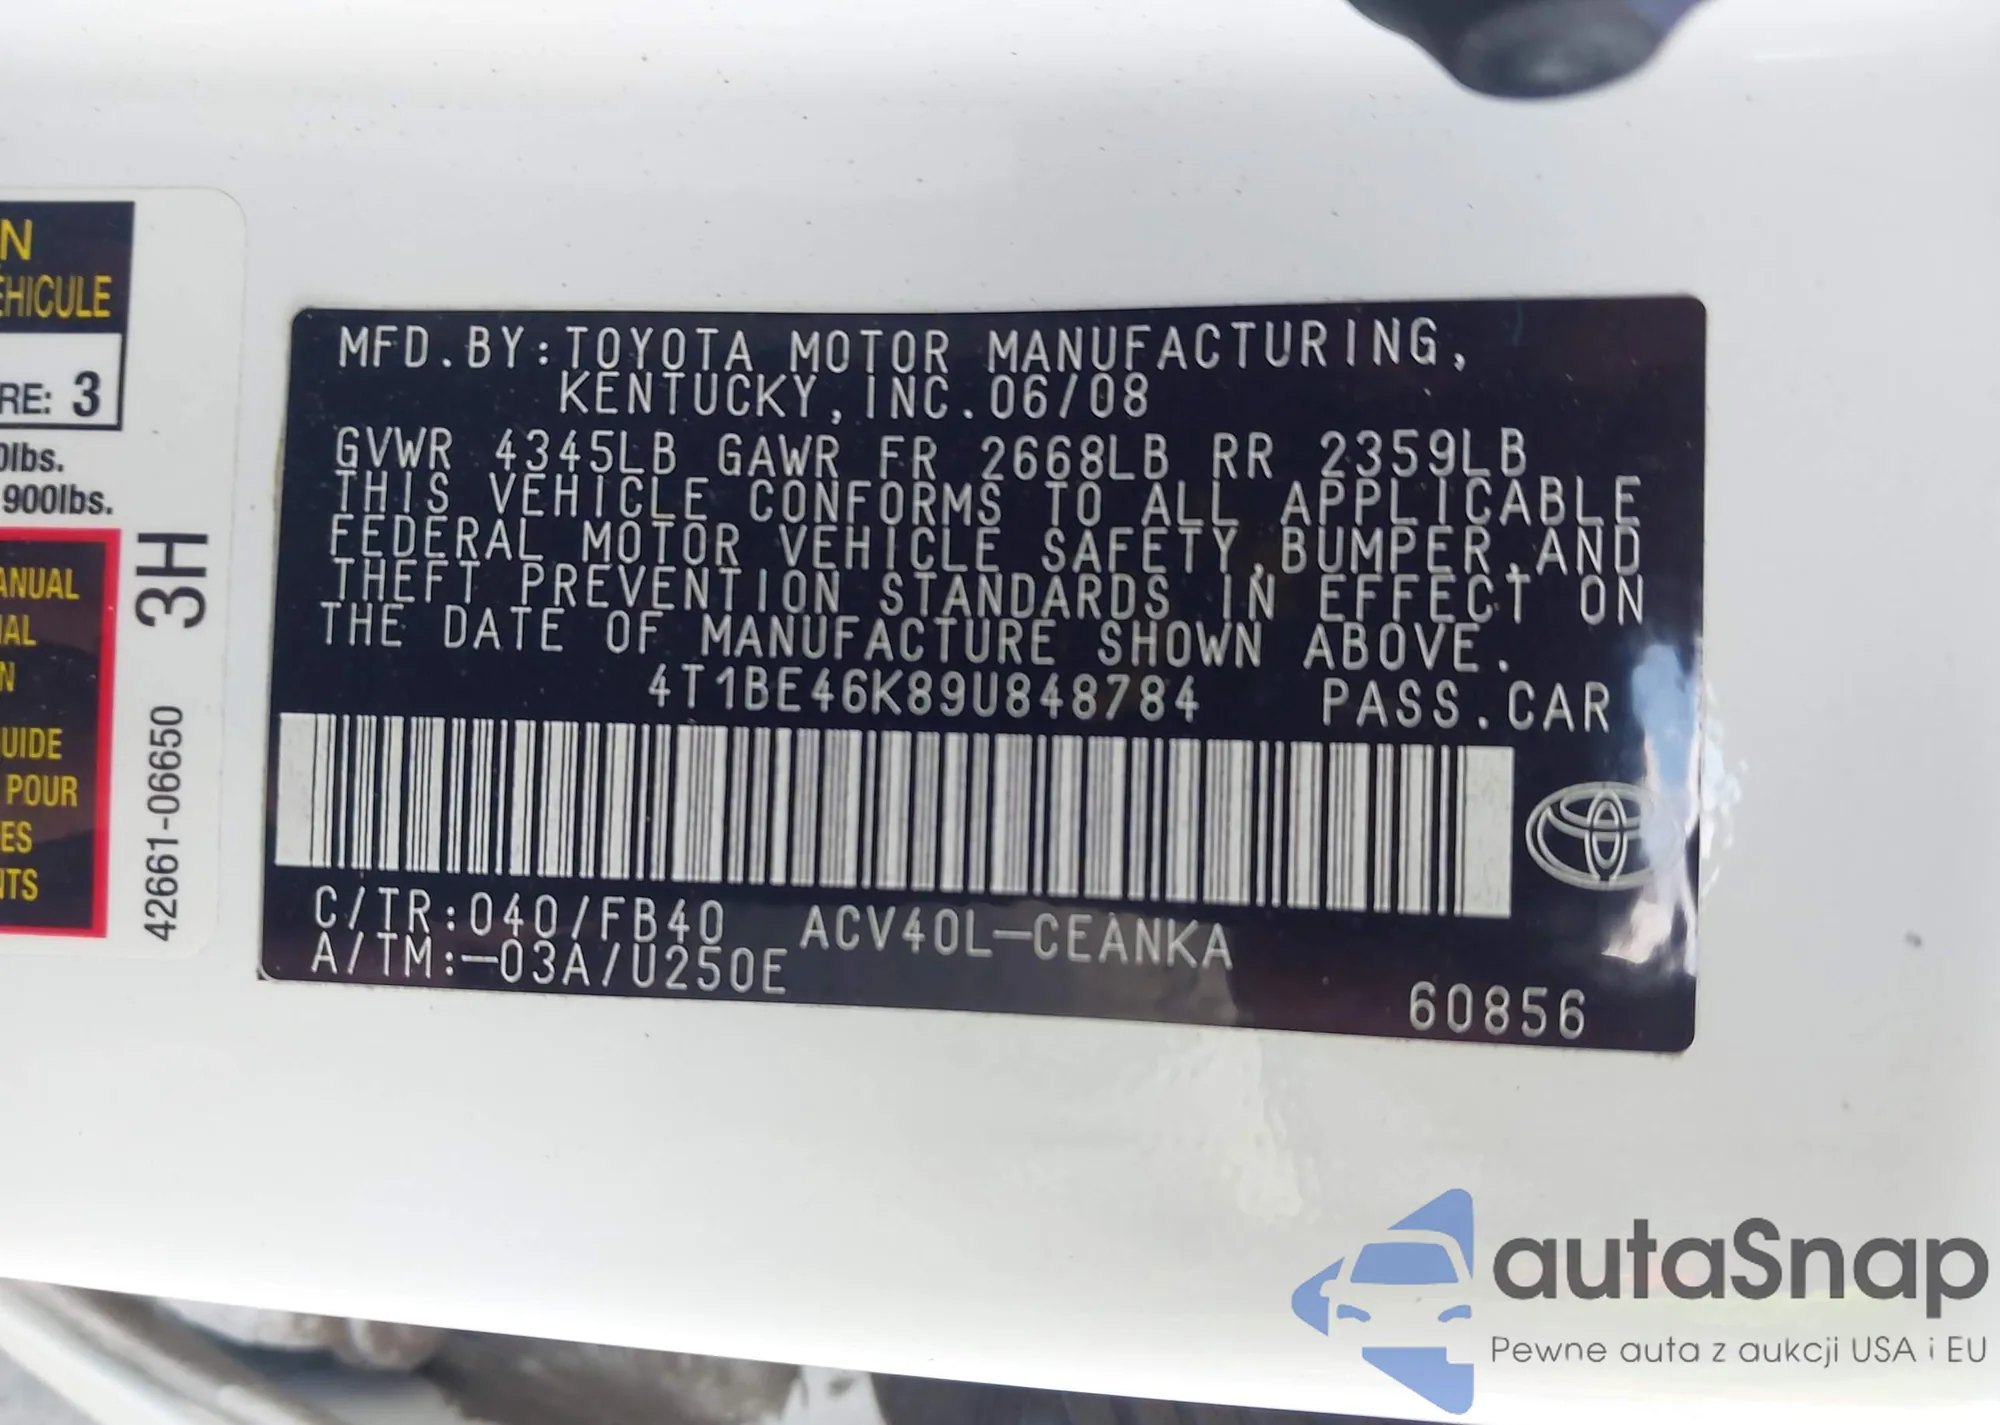 N
EHICULE
RE: 3
0lbs.
900lbs.
ANUAL
IAL
N
UIDE
POUR
ES
NTS
42661-06650 3H
MFD.BY:TOYOTA MOTOR MANUFACTURING,
KENTUCKY,INC.06/08
GVWR 4345LB GAWR FR 2668LB RR 2359LB
THIS VEHICLE CONFORMS TO ALL APPLICABLE
FEDERAL MOTOR VEHICLE SAFETY,BUMPER,AND
THEFT PREVENTION STANDARDS IN EFFECT ON
THE DATE OF MANUFACTURE SHOWN ABOVE.
4T1BE46K89U848784 PASS.CAR
C/TR:040/FB40 ACV40L-CEANKA
A/TM:-03A/U250E
60856
autaSnap
Pewne auta z aukcji USA i EU